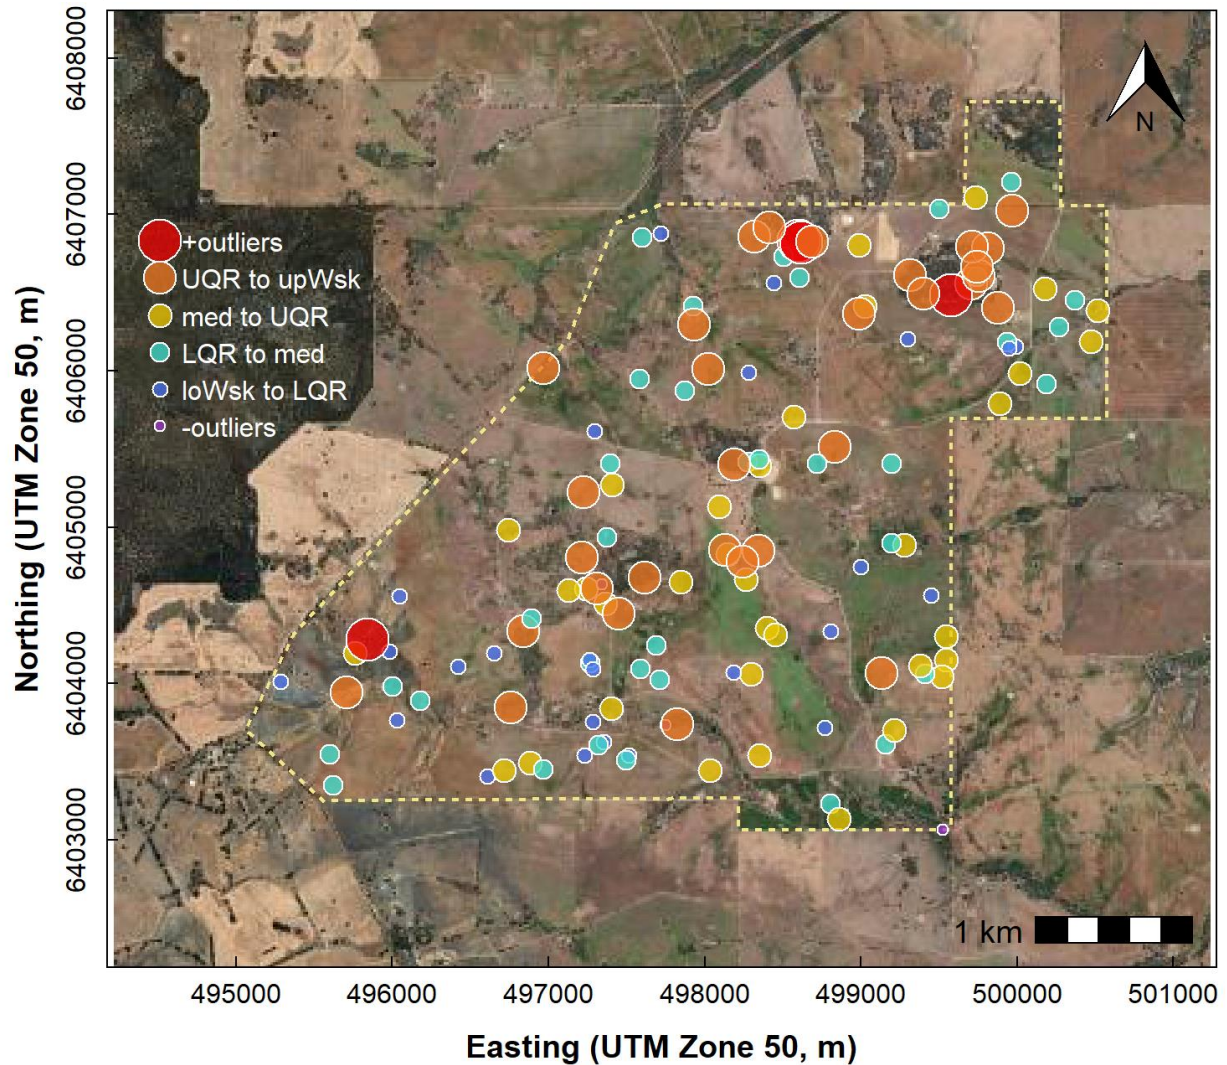 6408000
N
6407000
+outliers
UQR to upWsk
med to UQR
LQR to med
loWsk to LQR
-outliers
6406000
6405000
6404000
6403000
Northing (UTM Zone 50, m)
1 km
495000 496000 497000 498000 499000 500000 501000
Easting (UTM Zone 50, m)